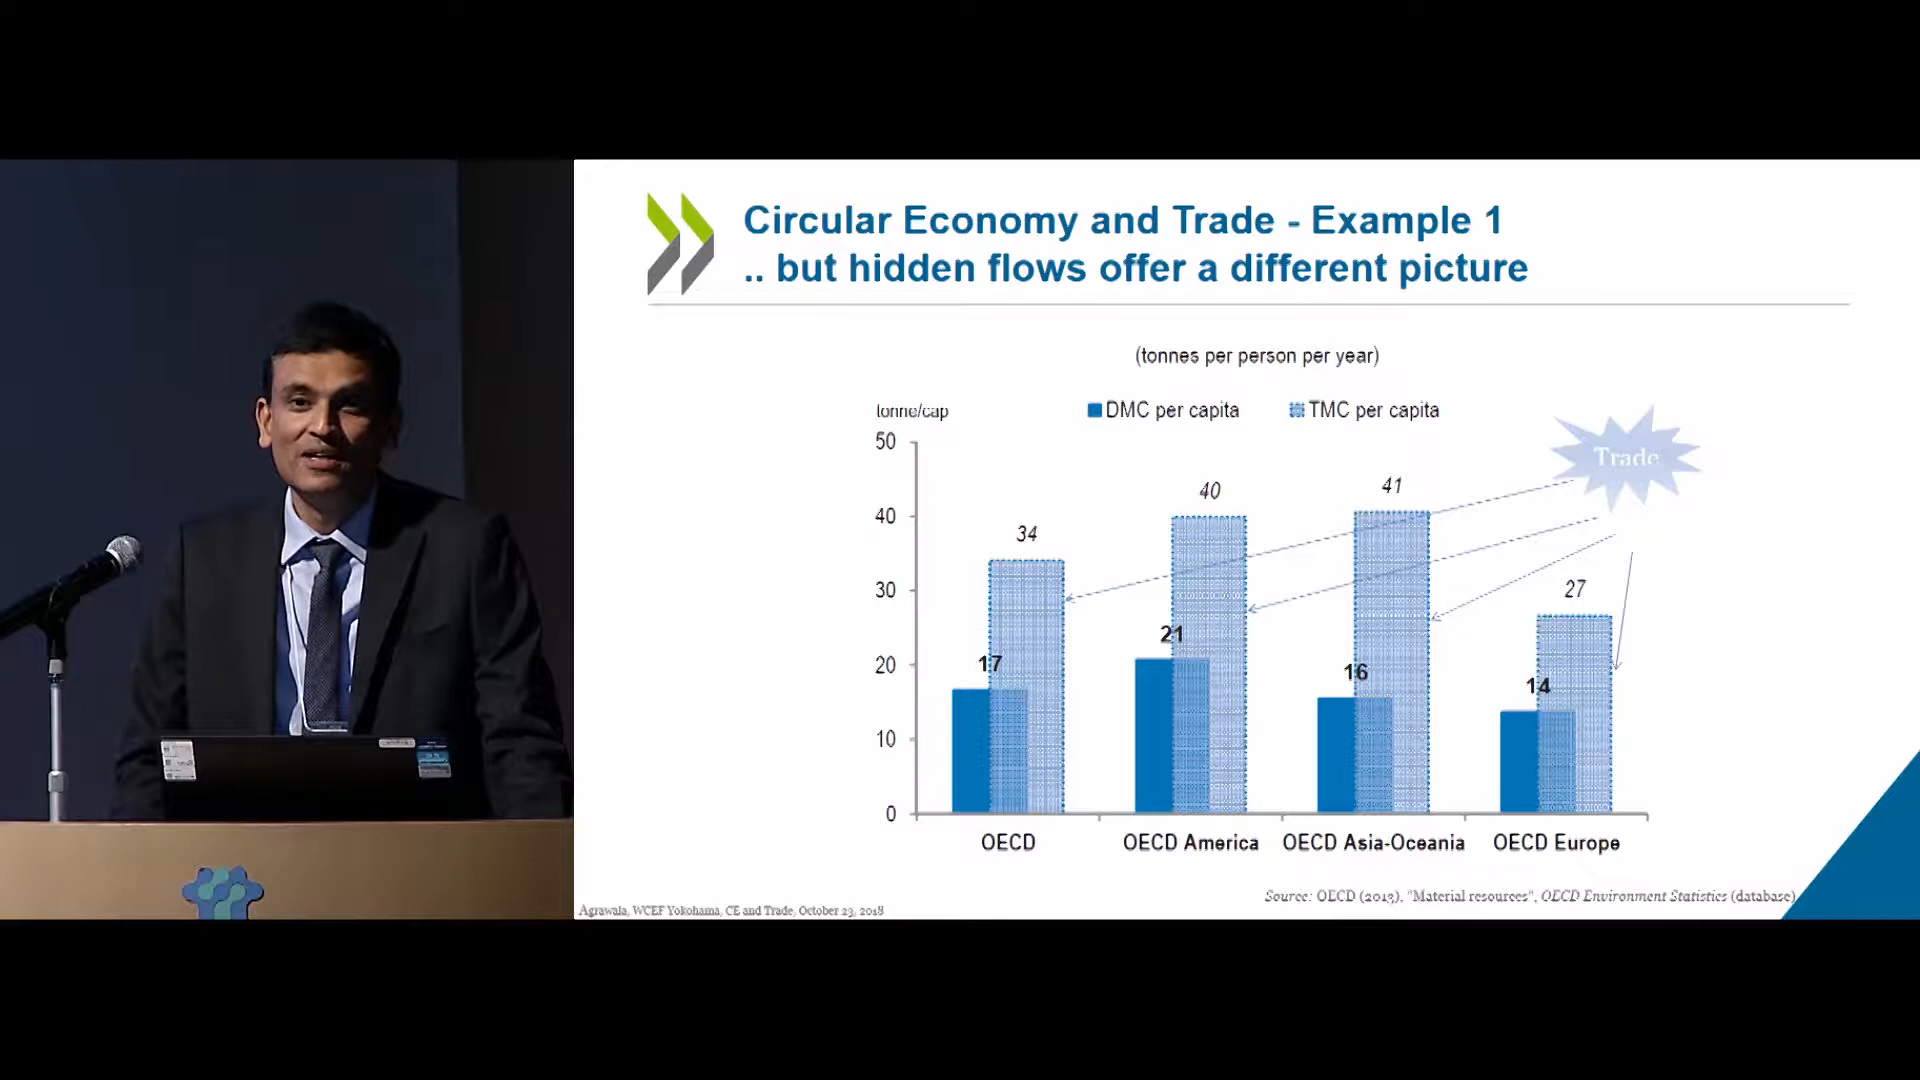 Circular Economy and Trade - Example 1
.. but hidden flows offer a different picture
(tonnes per person per year)
tonne/cap
DMC per capita
TMC per capita
Trade
50
40
30
20
10
0
34
40
41
27
17
21
16
14
OECD
OECD America
OECD Asia-Oceania
OECD Europe
Source: OECD (2013), "Material resources", OECD Environment Statistics (database)
Agrawala, WCEF Yokohama, CE and Trade, October 23, 2018